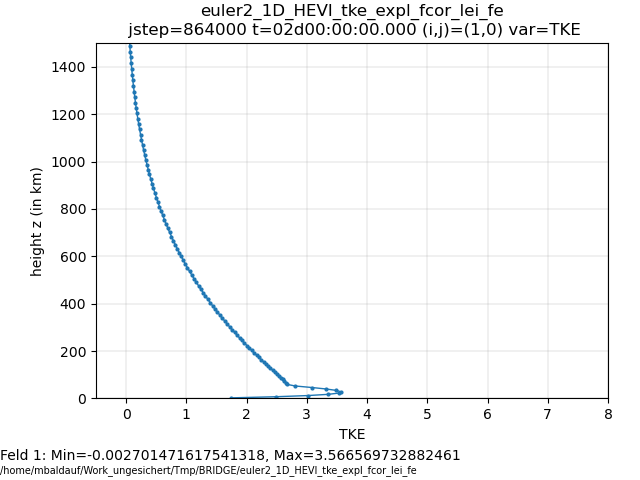 euler2_1D_HEVI_tke_expl_fcor_lei_fe
jstep=864000 t=02d00:00:00.000 (i,j)=(1,0) var=TKE
1400
1200
1000
800
600
400
200
0
height z (in km)
0 1 2 3 4 5 6 7 8
TKE
Feld 1: Min=-0.002701471617541318, Max=3.566569732882461
/home/mbaldauf/Work_ungesichert/Tmp/BRIDGE/euler2_1D_HEVI_tke_expl_fcor_lei_fe